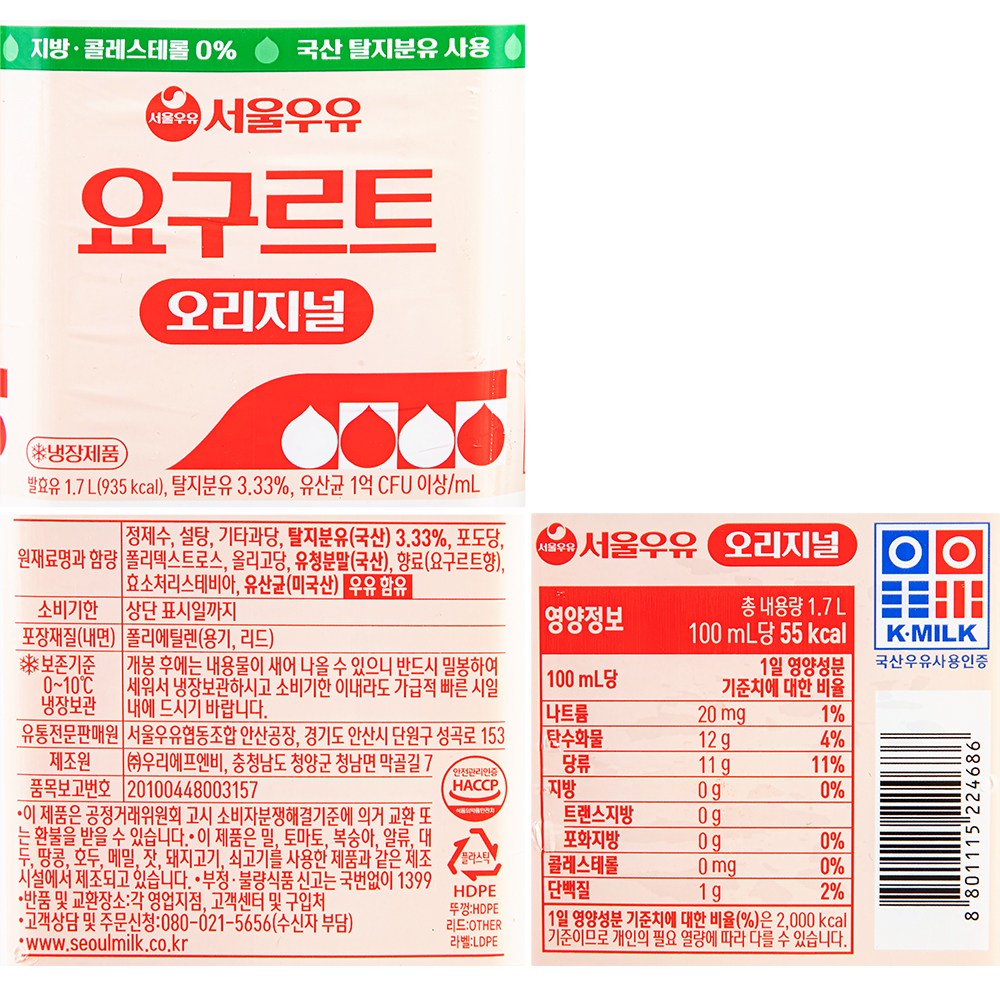 지방·콜레스테롤 0% 국산 탈지분유 사용
서울우유 서울우유
요구르트
오리지널
냉장제품
발효유 1.7 L(935 kcal), 탈지분유 3.33%, 유산균 1억 CFU 이상/mL
원재료명과 함량
정제수, 설탕, 기타과당, 탈지분유(국산) 3.33%, 포도당,
폴리덱스트로스, 올리고당, 유청분말(국산), 향료(요구르트향),
효소처리스테비아, 유산균(미국산) 우유 함유
소비기한 상단 표시일까지
포장재질(내면) 폴리에틸렌(용기, 리드)
보존기준
0~10℃
냉장보관
개봉 후에는 내용물이 새어 나올 수 있으니 반드시 밀봉하여
세워서 냉장보관하시고 소비기한 이내라도 가급적 빠른 시일
내에 드시기 바랍니다.
유통전문판매원 서울우유협동조합 안산공장, 경기도 안산시 단원구 성곡로 153
제조원 ㈜우리에프엔비, 충청남도 청양군 청남면 막골길 7
품목보고번호 20100448003157
•이 제품은 공정거래위원회 고시 소비자분쟁해결기준에 의거 교환 또
는 환불을 받을 수 있습니다.•이 제품은 밀, 토마토, 복숭아, 알류, 대
두, 땅콩, 호두, 메밀, 잣, 돼지고기, 쇠고기를 사용한 제품과 같은 제조
시설에서 제조되고 있습니다. •부정·불량식품 신고는 국번없이 1399
•반품 및 교환장소:각 영업지점, 고객센터 및 구입처
•고객상담 및 주문신청:080-021-5656(수신자 부담)
•www.seoulmilk.co.kr
안전관리인증
HACCP
식품의약품안전처
플라스틱
HDPE
뚜껑:HDPE
리드:OTHER
라벨:LDPE
서울우유 서울우유 오리지널
영양정보
총 내용량 1.7 L
100 mL당 55 kcal
100 mL당
1일 영양성분
기준치에 대한 비율
나트륨 20 mg 1%
탄수화물 12 g 4%
당류 11 g 11%
지방 0 g 0%
트랜스지방 0 g
포화지방 0 g 0%
콜레스테롤 0 mg 0%
단백질 1 g 2%
1일 영양성분 기준치에 대한 비율(%)은 2,000 kcal
기준이므로 개인의 필요 열량에 따라 다를 수 있습니다.
K·MILK
국산우유사용인증
8 801115 224686